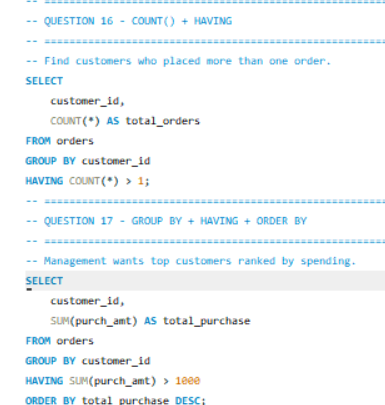 -- ==================================================
-- QUESTION 16 - COUNT() + HAVING
-- ==================================================
-- Find customers who placed more than one order.
SELECT
customer_id,
COUNT(*) AS total_orders
FROM orders
GROUP BY customer_id
HAVING COUNT(*) > 1;
-- ==================================================
-- QUESTION 17 - GROUP BY + HAVING + ORDER BY
-- ==================================================
-- Management wants top customers ranked by spending.
SELECT
customer_id,
SUM(purch_amt) AS total_purchase
FROM orders
GROUP BY customer_id
HAVING SUM(purch_amt) > 1000
ORDER BY total_purchase DESC;